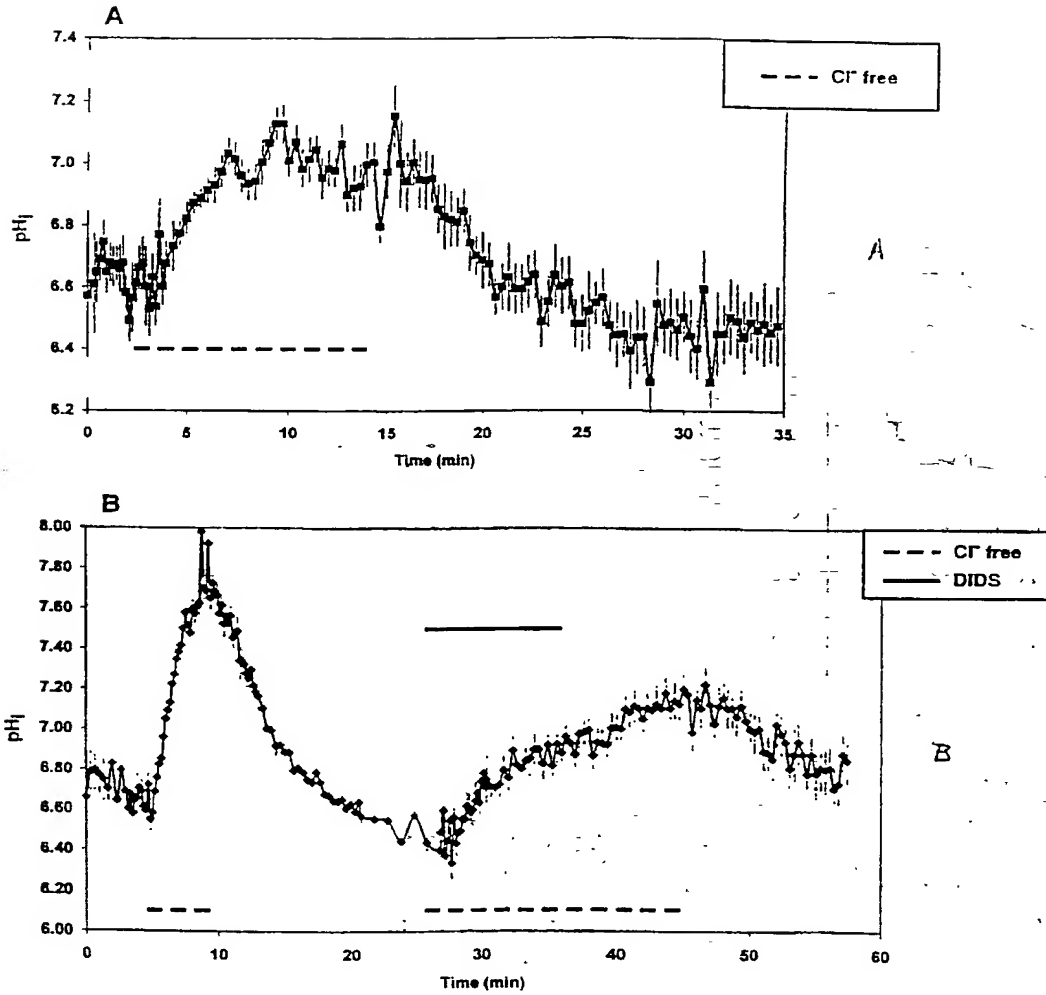 A
7.4
7.2
7.0
6.8
6.6
6.4
6.2
pHi
0 5 10 15 20 25 30 35
Time (min)
Cl⁻ free
A
B
8.00
7.80
7.60
7.40
7.20
7.00
6.80
6.60
6.40
6.20
6.00
pHi
0 10 20 30 40 50 60
Time (min)
Cl⁻ free
DIDS
B